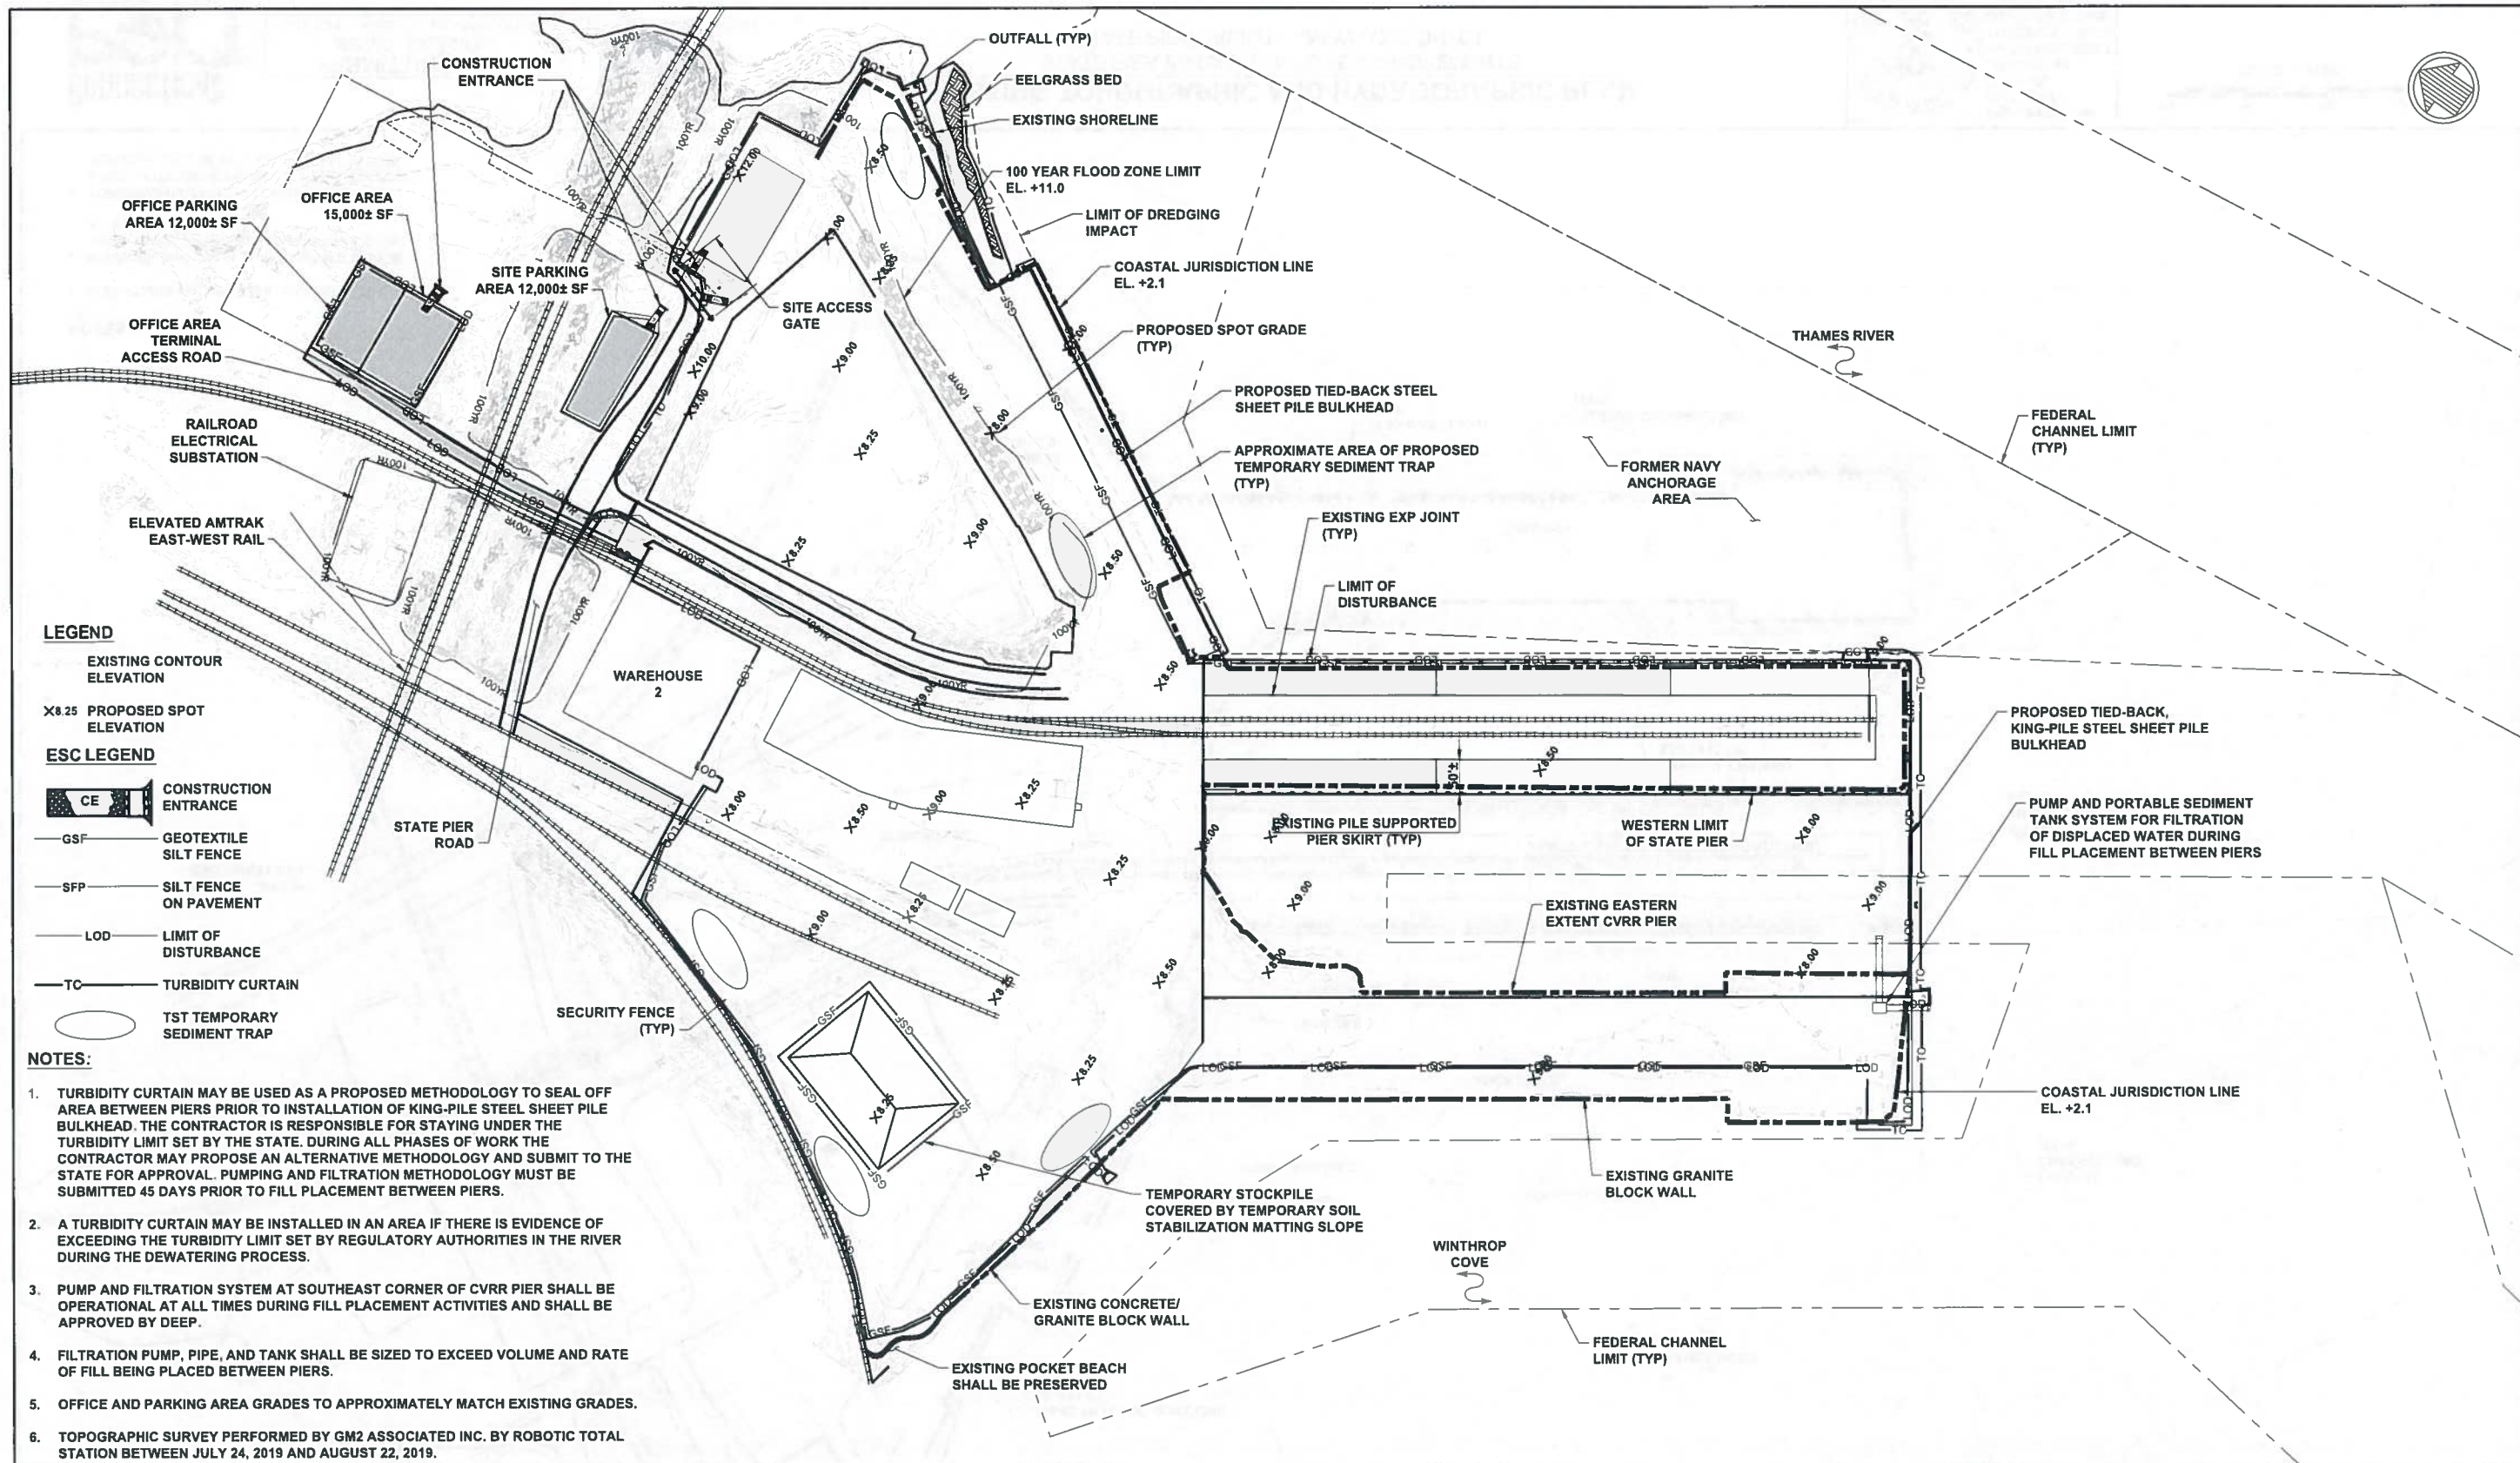 OUTFALL (TYP)
EELGRASS BED
EXISTING SHORELINE
100 YEAR FLOOD ZONE LIMIT
EL. +11.0
LIMIT OF DREDGING
IMPACT
COASTAL JURISDICTION LINE
EL. +2.1
PROPOSED SPOT GRADE
(TYP)
PROPOSED TIED-BACK STEEL
SHEET PILE BULKHEAD
APPROXIMATE AREA OF PROPOSED
TEMPORARY SEDIMENT TRAP
(TYP)
EXISTING EXP JOINT
(TYP)
LIMIT OF
DISTURBANCE
CONSTRUCTION
ENTRANCE
OFFICE PARKING
AREA 12,000± SF
OFFICE AREA
15,000± SF
SITE PARKING
AREA 12,000± SF
SITE ACCESS
GATE
OFFICE AREA
TERMINAL
ACCESS ROAD
RAILROAD
ELECTRICAL
SUBSTATION
ELEVATED AMTRAK
EAST-WEST RAIL
WAREHOUSE
2
STATE PIER
ROAD
SECURITY FENCE
(TYP)
THAMES RIVER
FEDERAL
CHANNEL LIMIT
(TYP)
FORMER NAVY
ANCHORAGE
AREA
PROPOSED TIED-BACK,
KING-PILE STEEL SHEET PILE
BULKHEAD
PUMP AND PORTABLE SEDIMENT
TANK SYSTEM FOR FILTRATION
OF DISPLACED WATER DURING
FILL PLACEMENT BETWEEN PIERS
50'±
EXISTING PILE SUPPORTED
PIER SKIRT (TYP)
WESTERN LIMIT
OF STATE PIER
EXISTING EASTERN
EXTENT CVRR PIER
COASTAL JURISDICTION LINE
EL. +2.1
EXISTING GRANITE
BLOCK WALL
TEMPORARY STOCKPILE
COVERED BY TEMPORARY SOIL
STABILIZATION MATTING SLOPE
WINTHROP
COVE
EXISTING CONCRETE/
GRANITE BLOCK WALL
FEDERAL CHANNEL
LIMIT (TYP)
EXISTING POCKET BEACH
SHALL BE PRESERVED
LEGEND
EXISTING CONTOUR
ELEVATION
X8.25 PROPOSED SPOT
ELEVATION
ESC LEGEND
CE CONSTRUCTION
ENTRANCE
GSF GEOTEXTILE
SILT FENCE
SFP SILT FENCE
ON PAVEMENT
LOD LIMIT OF
DISTURBANCE
TC TURBIDITY CURTAIN
TST TEMPORARY
SEDIMENT TRAP
NOTES:
1. TURBIDITY CURTAIN MAY BE USED AS A PROPOSED METHODOLOGY TO SEAL OFF
AREA BETWEEN PIERS PRIOR TO INSTALLATION OF KING-PILE STEEL SHEET PILE
BULKHEAD. THE CONTRACTOR IS RESPONSIBLE FOR STAYING UNDER THE
TURBIDITY LIMIT SET BY THE STATE. DURING ALL PHASES OF WORK THE
CONTRACTOR MAY PROPOSE AN ALTERNATIVE METHODOLOGY AND SUBMIT TO THE
STATE FOR APPROVAL. PUMPING AND FILTRATION METHODOLOGY MUST BE
SUBMITTED 45 DAYS PRIOR TO FILL PLACEMENT BETWEEN PIERS.
2. A TURBIDITY CURTAIN MAY BE INSTALLED IN AN AREA IF THERE IS EVIDENCE OF
EXCEEDING THE TURBIDITY LIMIT SET BY REGULATORY AUTHORITIES IN THE RIVER
DURING THE DEWATERING PROCESS.
3. PUMP AND FILTRATION SYSTEM AT SOUTHEAST CORNER OF CVRR PIER SHALL BE
OPERATIONAL AT ALL TIMES DURING FILL PLACEMENT ACTIVITIES AND SHALL BE
APPROVED BY DEEP.
4. FILTRATION PUMP, PIPE, AND TANK SHALL BE SIZED TO EXCEED VOLUME AND RATE
OF FILL BEING PLACED BETWEEN PIERS.
5. OFFICE AND PARKING AREA GRADES TO APPROXIMATELY MATCH EXISTING GRADES.
6. TOPOGRAPHIC SURVEY PERFORMED BY GM2 ASSOCIATED INC. BY ROBOTIC TOTAL
STATION BETWEEN JULY 24, 2019 AND AUGUST 22, 2019.